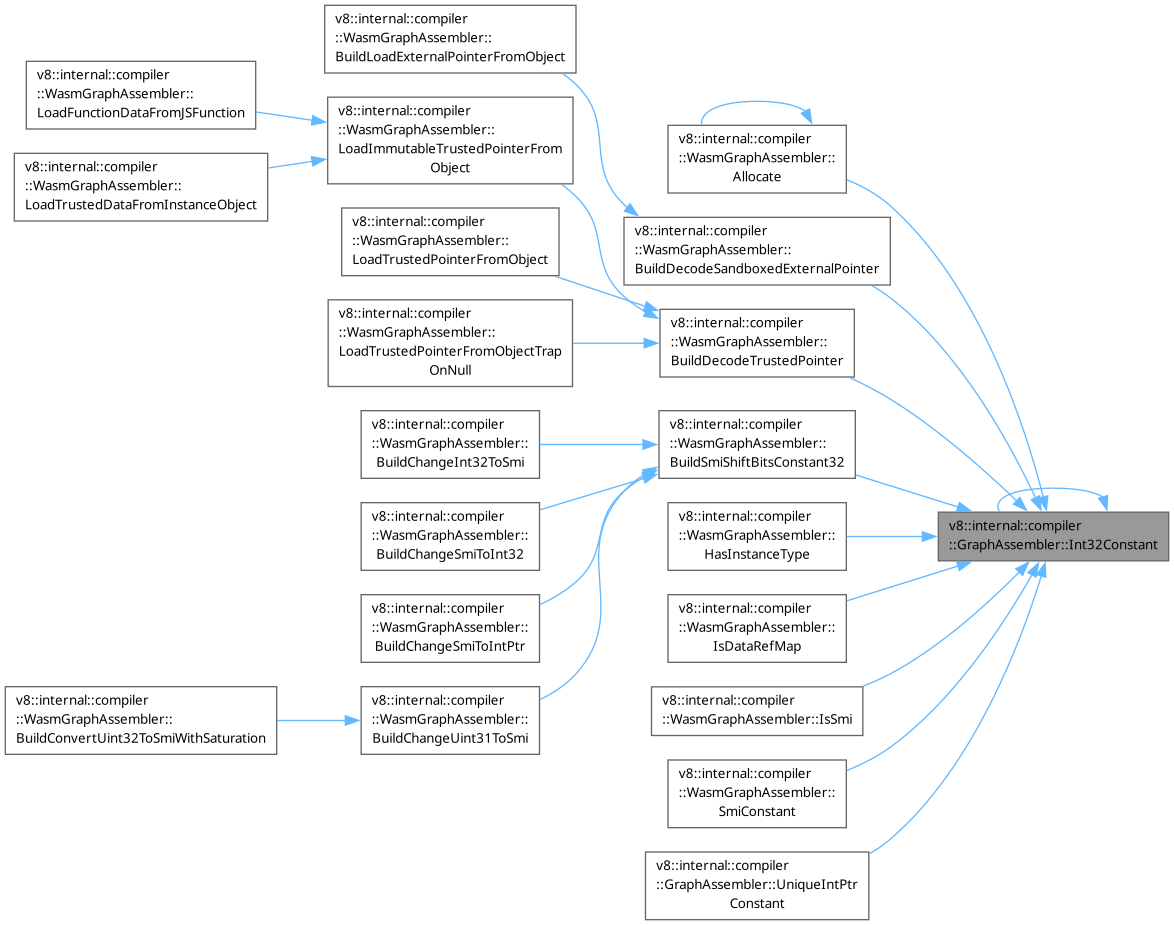 v8::internal::compiler
::WasmGraphAssembler::
BuildLoadExternalPointerFromObject
v8::internal::compiler
::WasmGraphAssembler::
LoadFunctionDataFromJSFunction
v8::internal::compiler
::WasmGraphAssembler::
LoadImmutableTrustedPointerFrom
Object
v8::internal::compiler
::WasmGraphAssembler::
Allocate
v8::internal::compiler
::WasmGraphAssembler::
LoadTrustedDataFromInstanceObject
v8::internal::compiler
::WasmGraphAssembler::
LoadTrustedPointerFromObject
v8::internal::compiler
::WasmGraphAssembler::
BuildDecodeSandboxedExternalPointer
v8::internal::compiler
::WasmGraphAssembler::
LoadTrustedPointerFromObjectTrap
OnNull
v8::internal::compiler
::WasmGraphAssembler::
BuildDecodeTrustedPointer
v8::internal::compiler
::WasmGraphAssembler::
BuildChangeInt32ToSmi
v8::internal::compiler
::WasmGraphAssembler::
BuildSmiShiftBitsConstant32
v8::internal::compiler
::WasmGraphAssembler::
BuildChangeSmiToInt32
v8::internal::compiler
::WasmGraphAssembler::
HasInstanceType
v8::internal::compiler
::GraphAssembler::Int32Constant
v8::internal::compiler
::WasmGraphAssembler::
BuildChangeSmiToIntPtr
v8::internal::compiler
::WasmGraphAssembler::
IsDataRefMap
v8::internal::compiler
::WasmGraphAssembler::
BuildConvertUint32ToSmiWithSaturation
v8::internal::compiler
::WasmGraphAssembler::
BuildChangeUint31ToSmi
v8::internal::compiler
::WasmGraphAssembler::IsSmi
v8::internal::compiler
::WasmGraphAssembler::
SmiConstant
v8::internal::compiler
::GraphAssembler::UniqueIntPtr
Constant